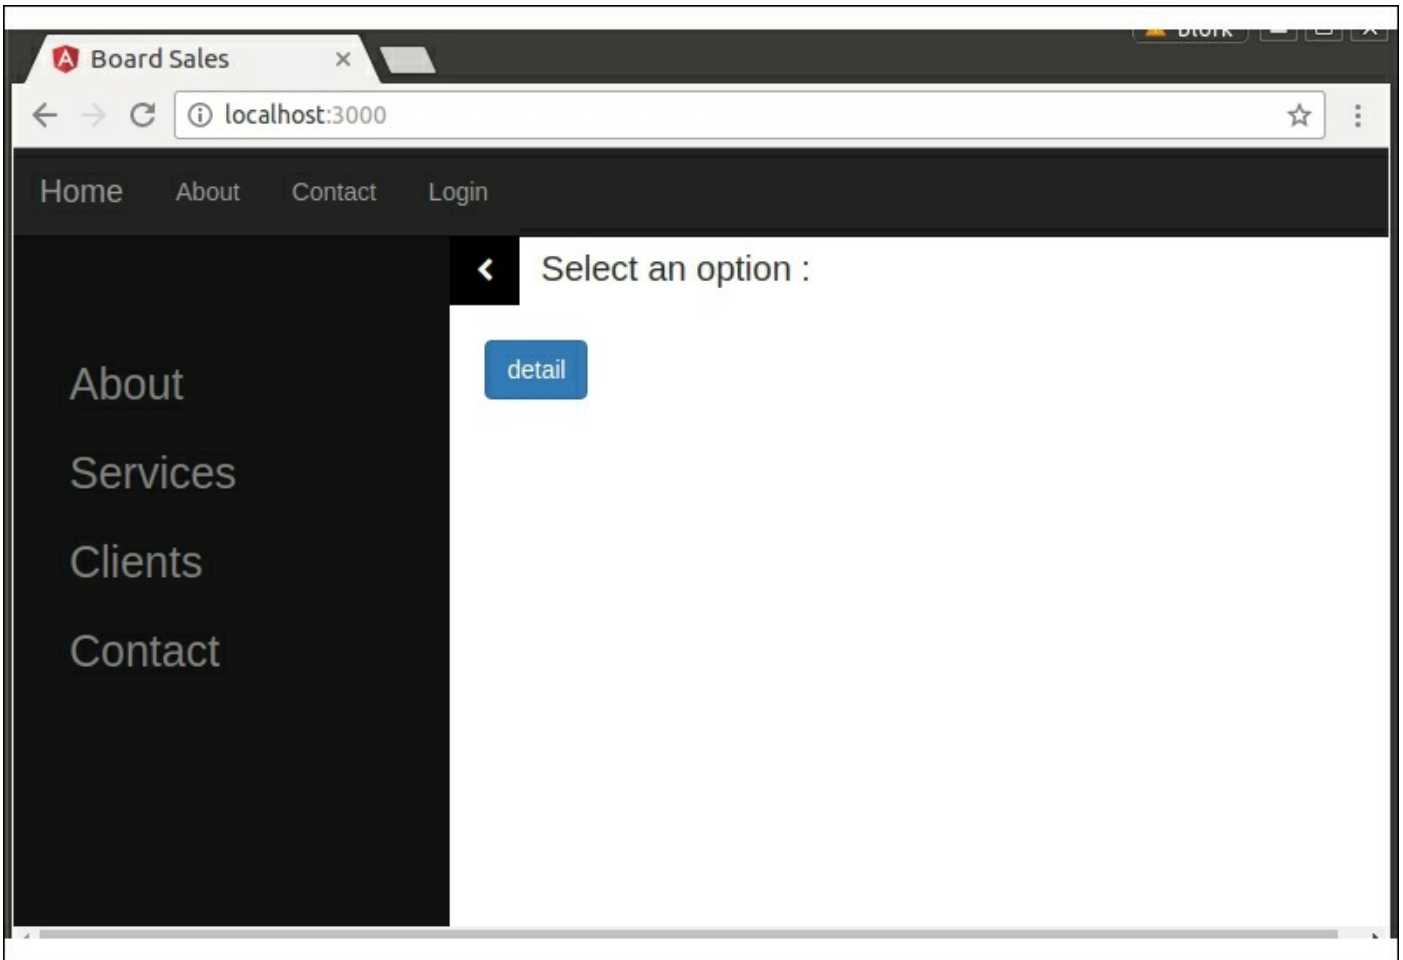 Board Sales
localhost:3000
Home About Contact Login
Select an option :
detail
About
Services
Clients
Contact